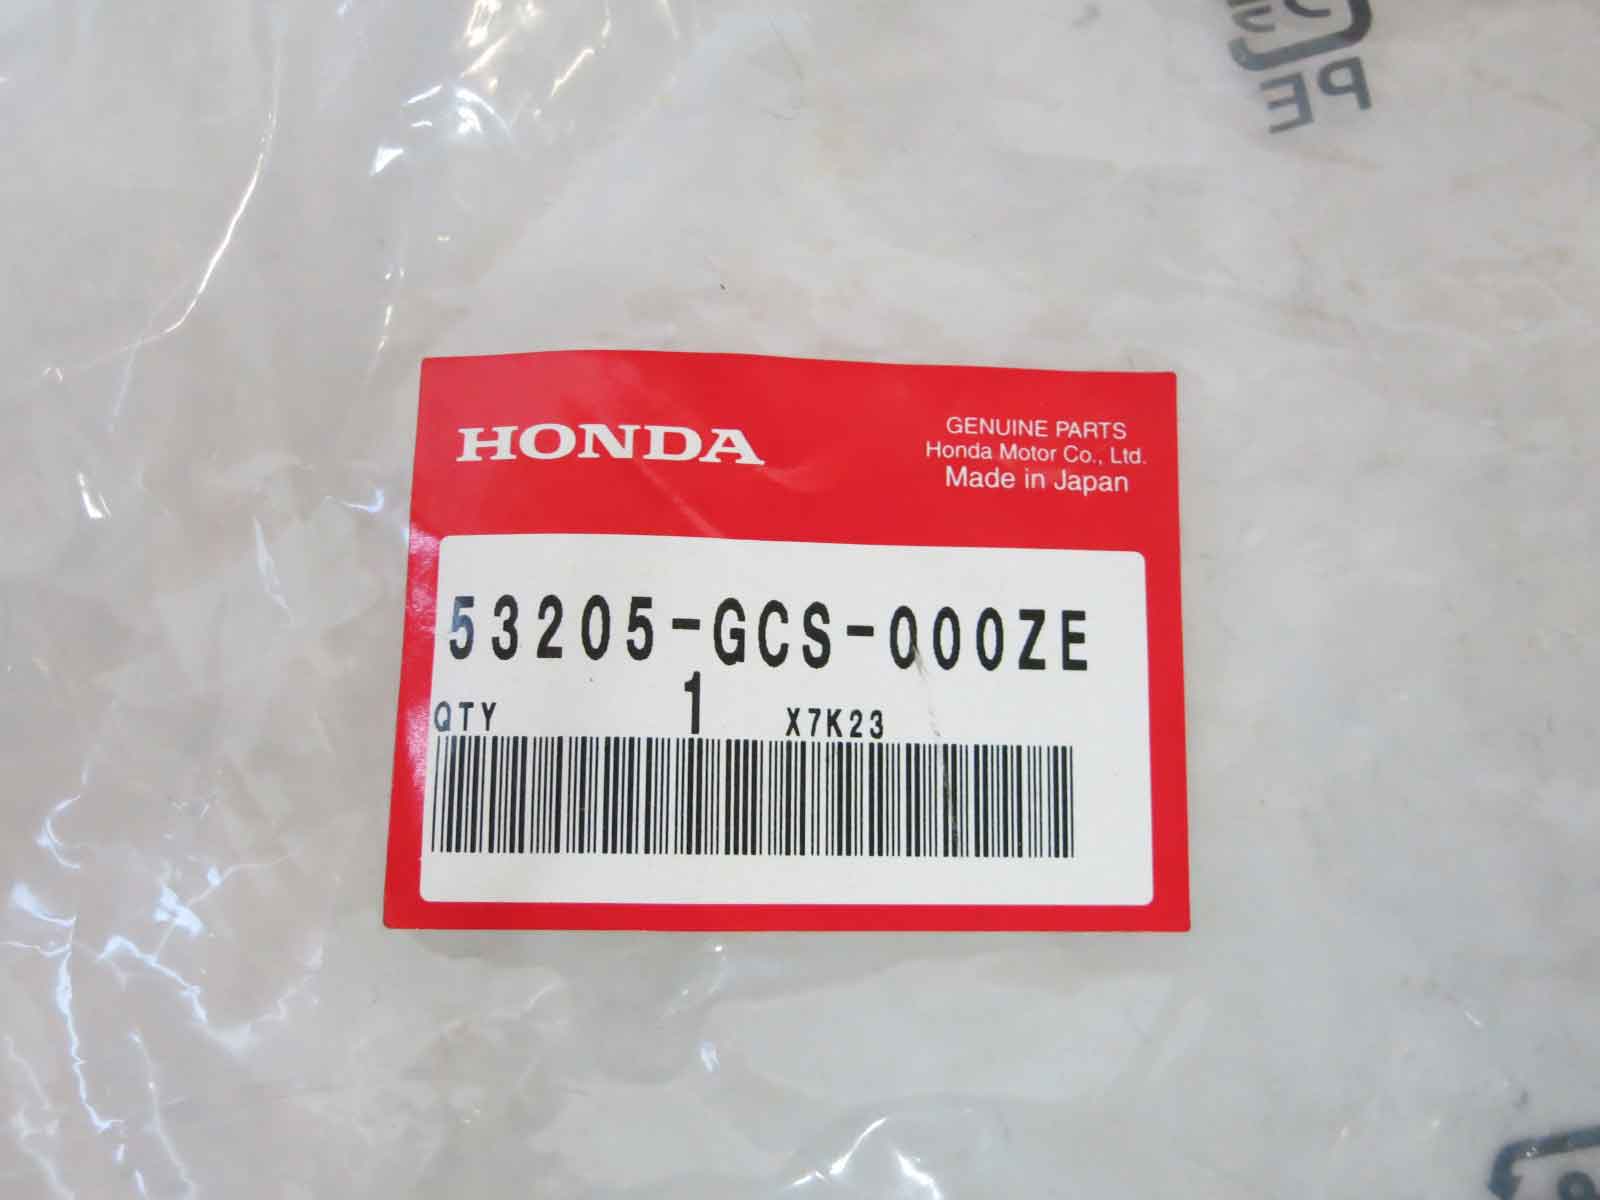 PE
HONDA
GENUINE PARTS
Honda Motor Co., Ltd.
Made in Japan
53205-GCS-000ZE
QTY 1 X7K23